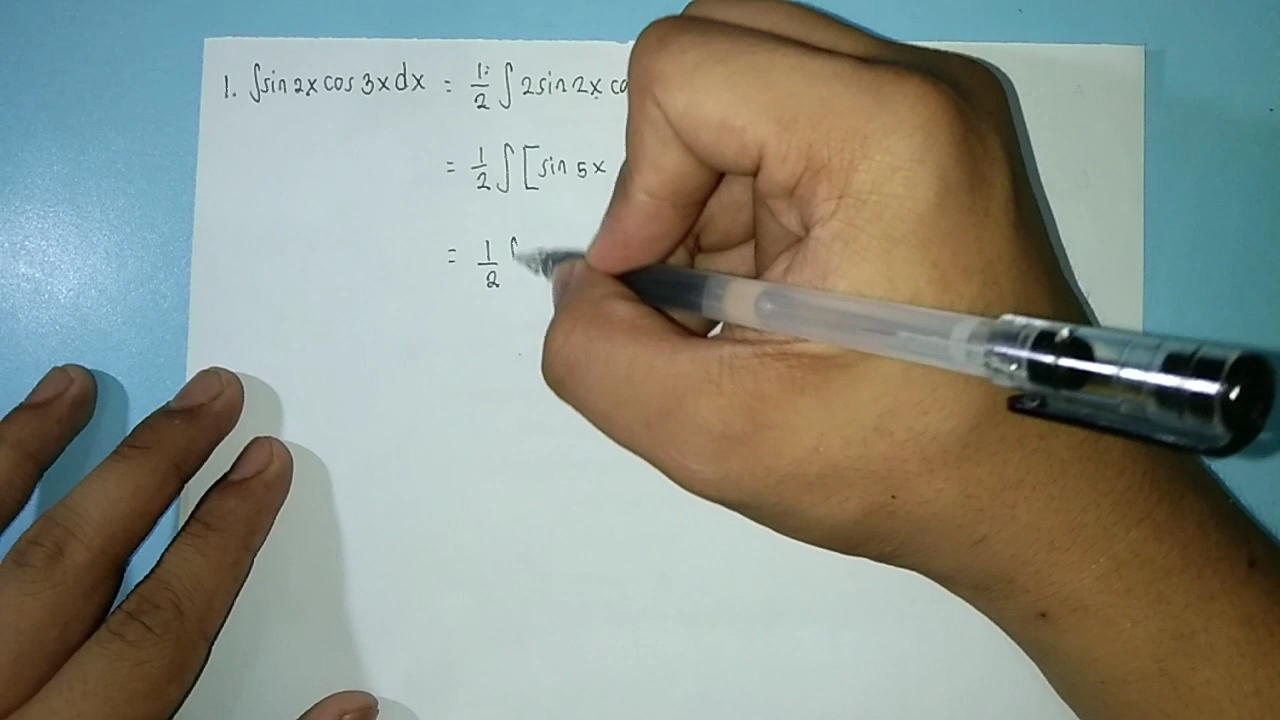 1. ∫sin 2x cos 3x dx = 1/2 ∫ 2sin 2x co
= 1/2 ∫ [sin 5x
= 1/2 ∫